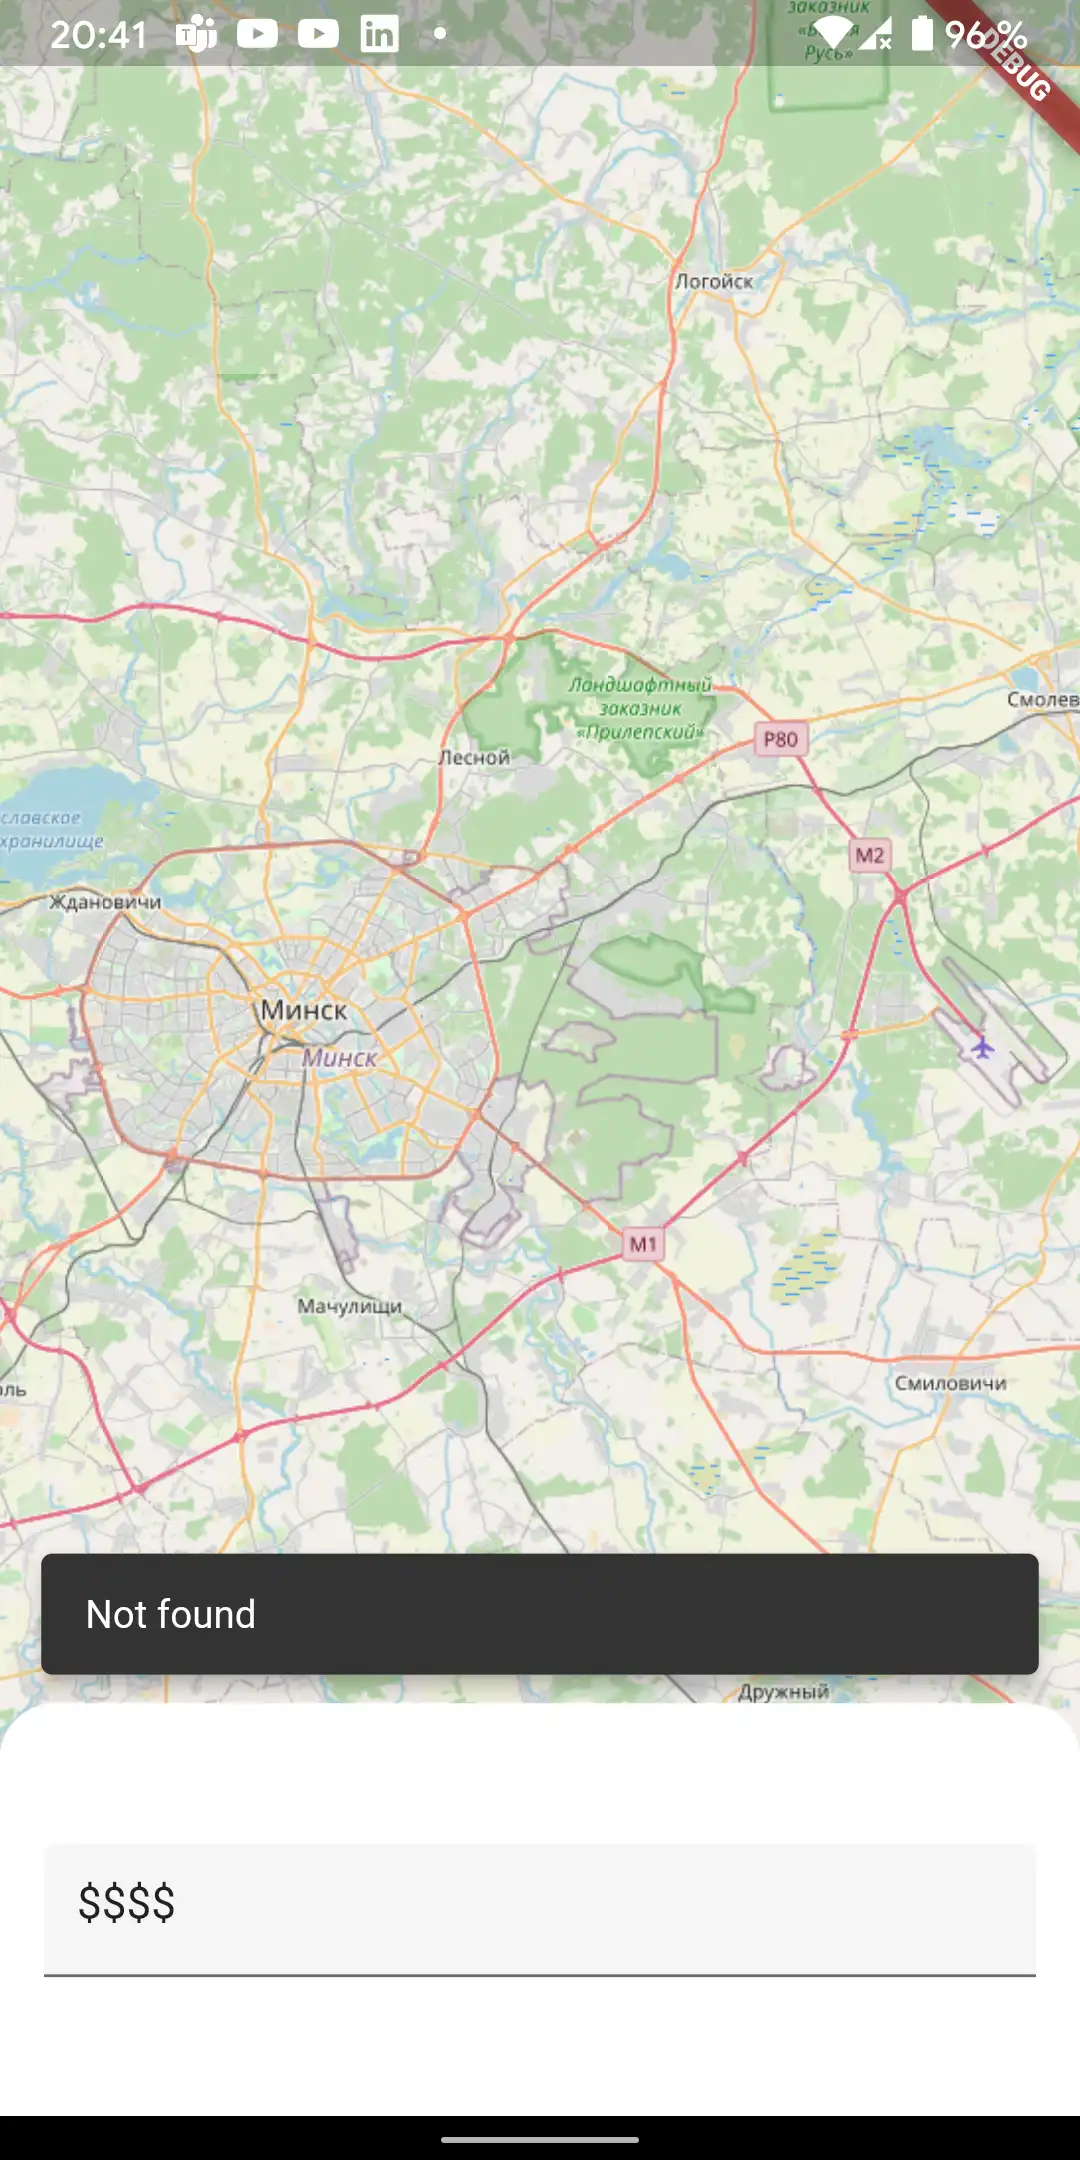 20:41
96 %
DEBUG
заказник
Русь»
Логойск
Ландшафтный
заказник
«Прилепский»
Смолев
P80
Лесной
славское
хранилище
M2
Ждановичи
Минск
Минск
M1
Мачулищи
оль
Смиловичи
Not found
Дружный
$$$$